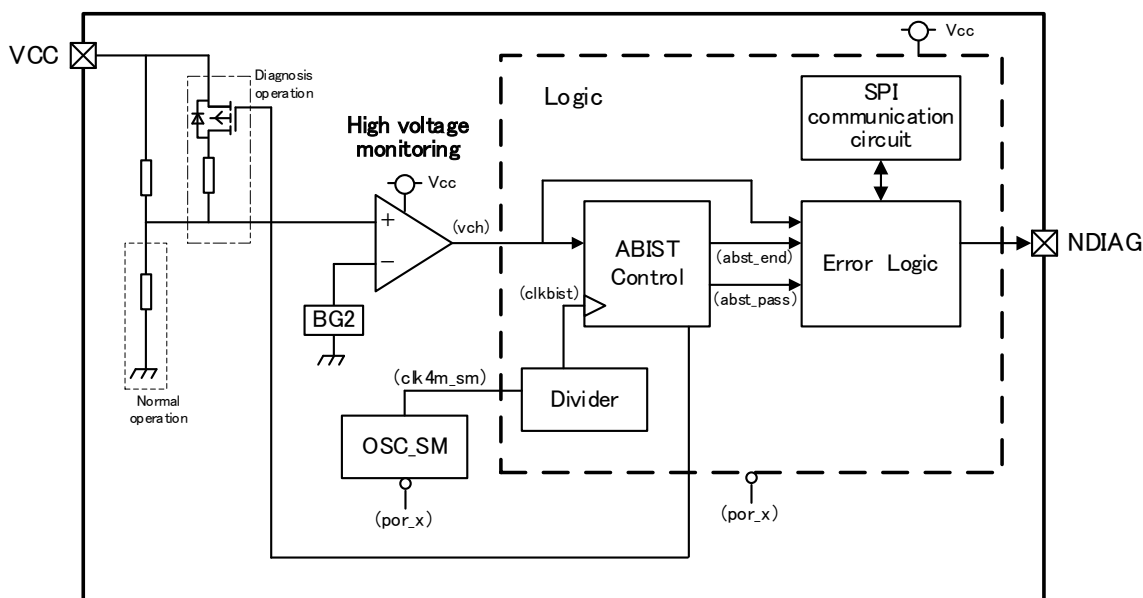 Vcc
VCC
Diagnosis
operation
Logic
SPI
communication
circuit
High voltage
monitoring
Vcc
+
(vch)
−
ABIST
Control
(abst_end)
(abst_pass)
Error Logic
NDIAG
(clkbist)
BG2
(clk4m_sm)
Divider
Normal
operation
OSC_SM
(por_x)
(por_x)